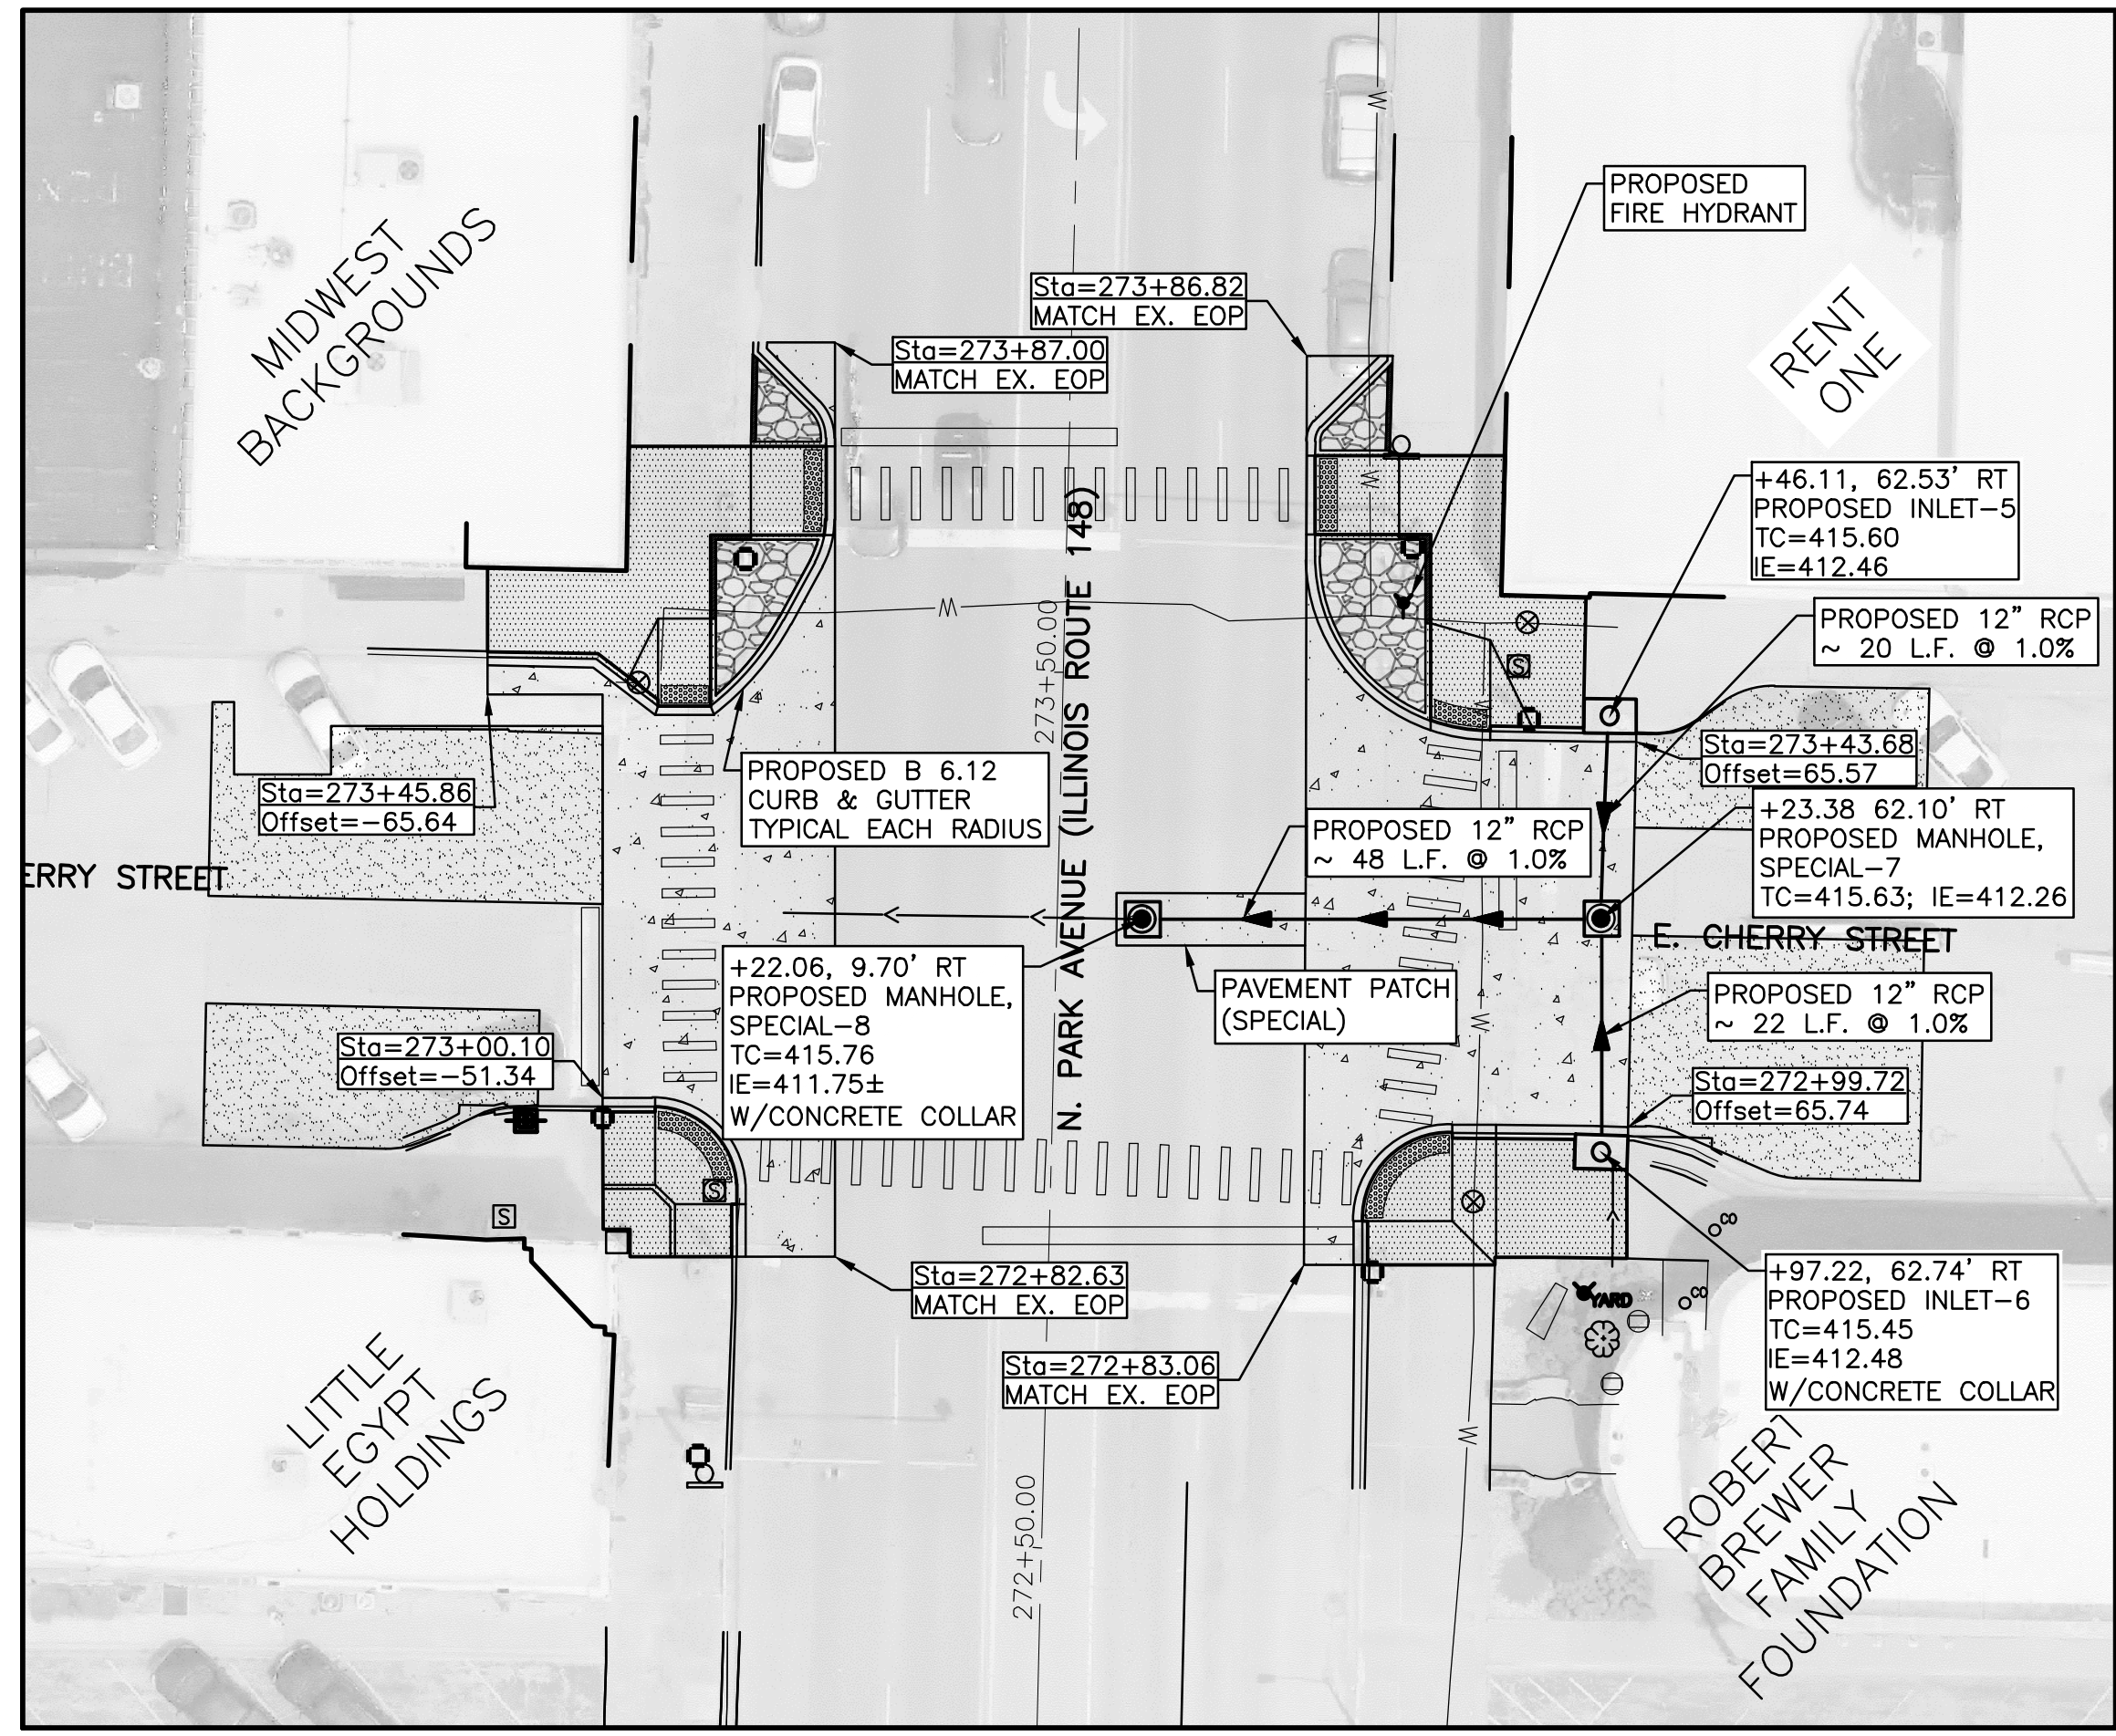 MIDWEST
BACKGROUNDS
PROPOSED
FIRE HYDRANT
Sta=273+86.82
MATCH EX. EOP
Sta=273+87.00
MATCH EX. EOP
RENT
ONE
+46.11, 62.53' RT
PROPOSED INLET-5
TC=415.60
IE=412.46
PROPOSED 12" RCP
~ 20 L.F. @ 1.0%
W
W
W
W
W
W
S
Sta=273+43.68
Offset=65.57
Sta=273+45.86
Offset=-65.64
PROPOSED B 6.12
CURB & GUTTER
TYPICAL EACH RADIUS
273+50.00
N. PARK AVENUE (ILLINOIS ROUTE 148)
PROPOSED 12" RCP
~ 48 L.F. @ 1.0%
+23.38 62.10' RT
PROPOSED MANHOLE,
SPECIAL-7
TC=415.63; IE=412.26
ERRY STREET
E. CHERRY STREET
+22.06, 9.70' RT
PROPOSED MANHOLE,
SPECIAL-8
TC=415.76
IE=411.75±
W/CONCRETE COLLAR
PAVEMENT PATCH
(SPECIAL)
PROPOSED 12" RCP
~ 22 L.F. @ 1.0%
Sta=273+00.10
Offset=-51.34
Sta=272+99.72
Offset=65.74
S
S
CO
CO
YARD
Sta=272+82.63
MATCH EX. EOP
+97.22, 62.74' RT
PROPOSED INLET-6
TC=415.45
IE=412.48
W/CONCRETE COLLAR
Sta=272+83.06
MATCH EX. EOP
LITTLE
EGYPT
HOLDINGS
272+50.00
ROBERT
BREWER
FAMILY
FOUNDATION